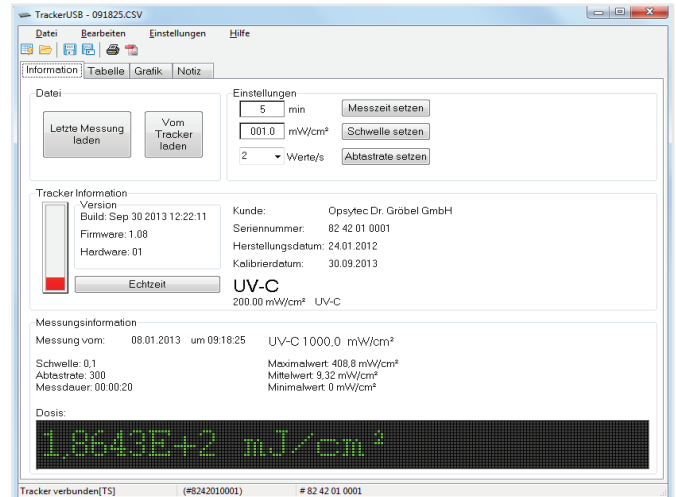 TrackerUSB - 091825.CSV
Datei Bearbeiten Einstellungen Hilfe
Information Tabelle Grafik Notiz
Datei
Letzte Messung
laden
Vom
Tracker
laden
Einstellungen
5 min Messzeit setzen
001.0 mW/cm² Schwelle setzen
2 Werte/s Abtastrate setzen
Tracker Information
Version
Build: Sep 30 2013 12:22:11
Firmware: 1.08
Hardware: 01
Echtzeit
Kunde: Opsytec Dr. Gröbel GmbH
Seriennummer: 82 42 01 0001
Herstellungsdatum: 24.01.2012
Kalibrierdatum: 30.09.2013
UV-C
200.00 mW/cm² UV-C
Messungsinformation
Messung vom: 08.01.2013 um 09:18:25 UV-C 1000,0 mW/cm²
Schwelle: 0,1
Abtastrate: 300
Messdauer: 00:00:20
Maximalwert: 408,8 mW/cm²
Mittelwert: 9,32 mW/cm²
Minimalwert: 0 mW/cm²
Dosis:
1,8643E+2 mJ/cm²
Tracker verbunden[TS] (#8242010001) # 82 42 01 0001